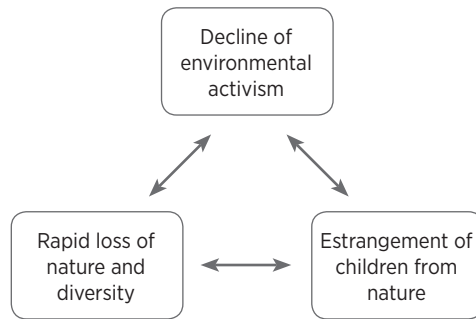 Decline of
environmental
activism
Rapid loss of
nature and
diversity
Estrangement of
children from
nature